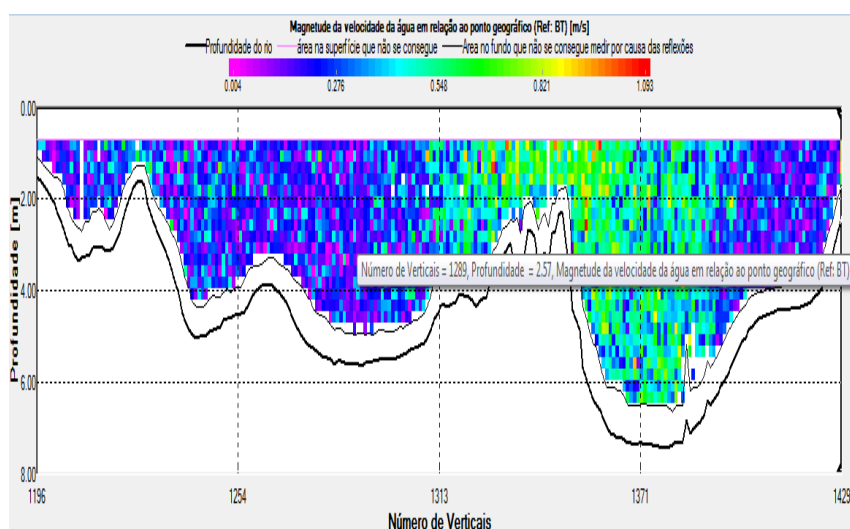 Magnitude da velocidade da água em relação ao ponto geográfico (Ref: BT) [m/s]
Profundidade do rio área na superfície que não se consegue Área no fundo que não se consegue medir por causa das reflexões
0.004 0.276 0.548 0.821 1.093
0.00
2.00
4.00
6.00
8.00
Profundidade [m]
Número de Verticais = 1289, Profundidade = 2.57, Magnitude da velocidade da água em relação ao ponto geográfico (Ref: BT)
1196 1254 1313 1371 1429
Número de Verticais